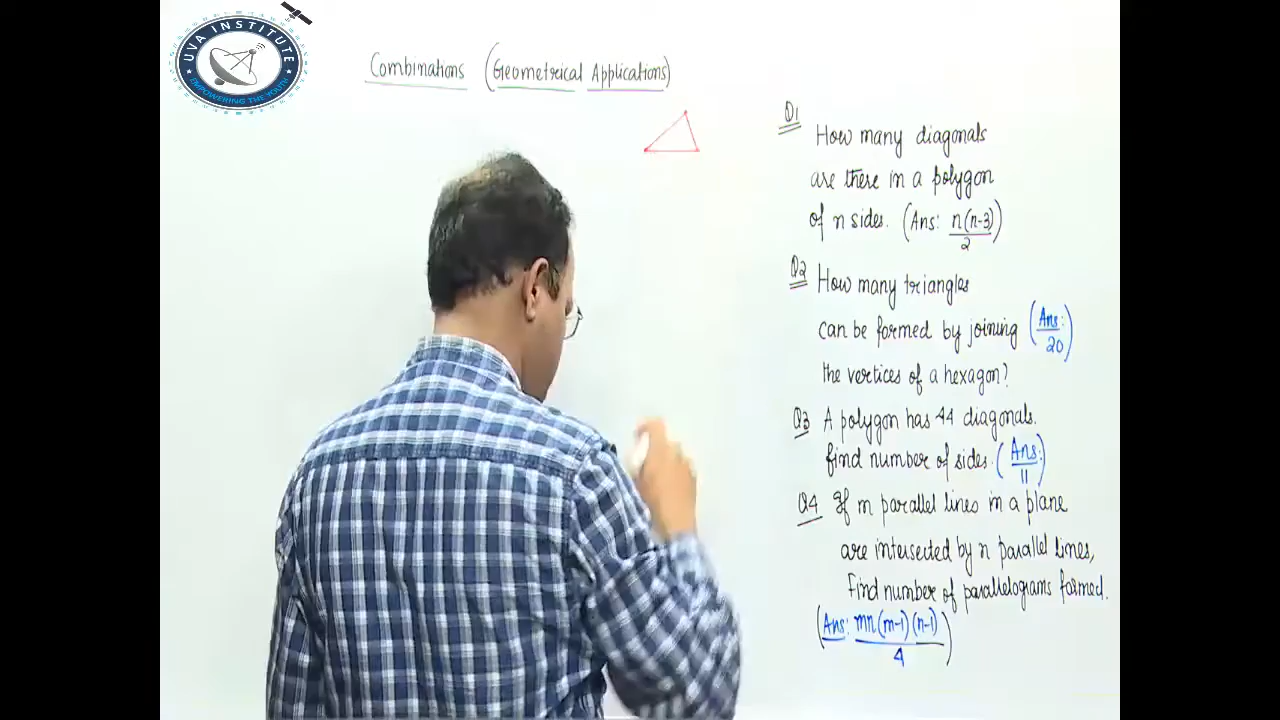 UVA INSTITUTE
EMPOWERING THE YOUTH
Combinations (Geometrical Applications)
Q1
How many diagonals
are there in a polygon
of n sides. (Ans: n(n-3)/2)
Q2 How many triangles
can be formed by joining (Ans: 20)
the vertices of a hexagon?
Q3 A polygon has 44 diagonals.
find number of sides. (Ans: 11)
Q4 If m parallel lines in a plane
are intersected by n parallel lines,
Find number of parallelograms formed.
(Ans: mn(m-1)(n-1)/4)